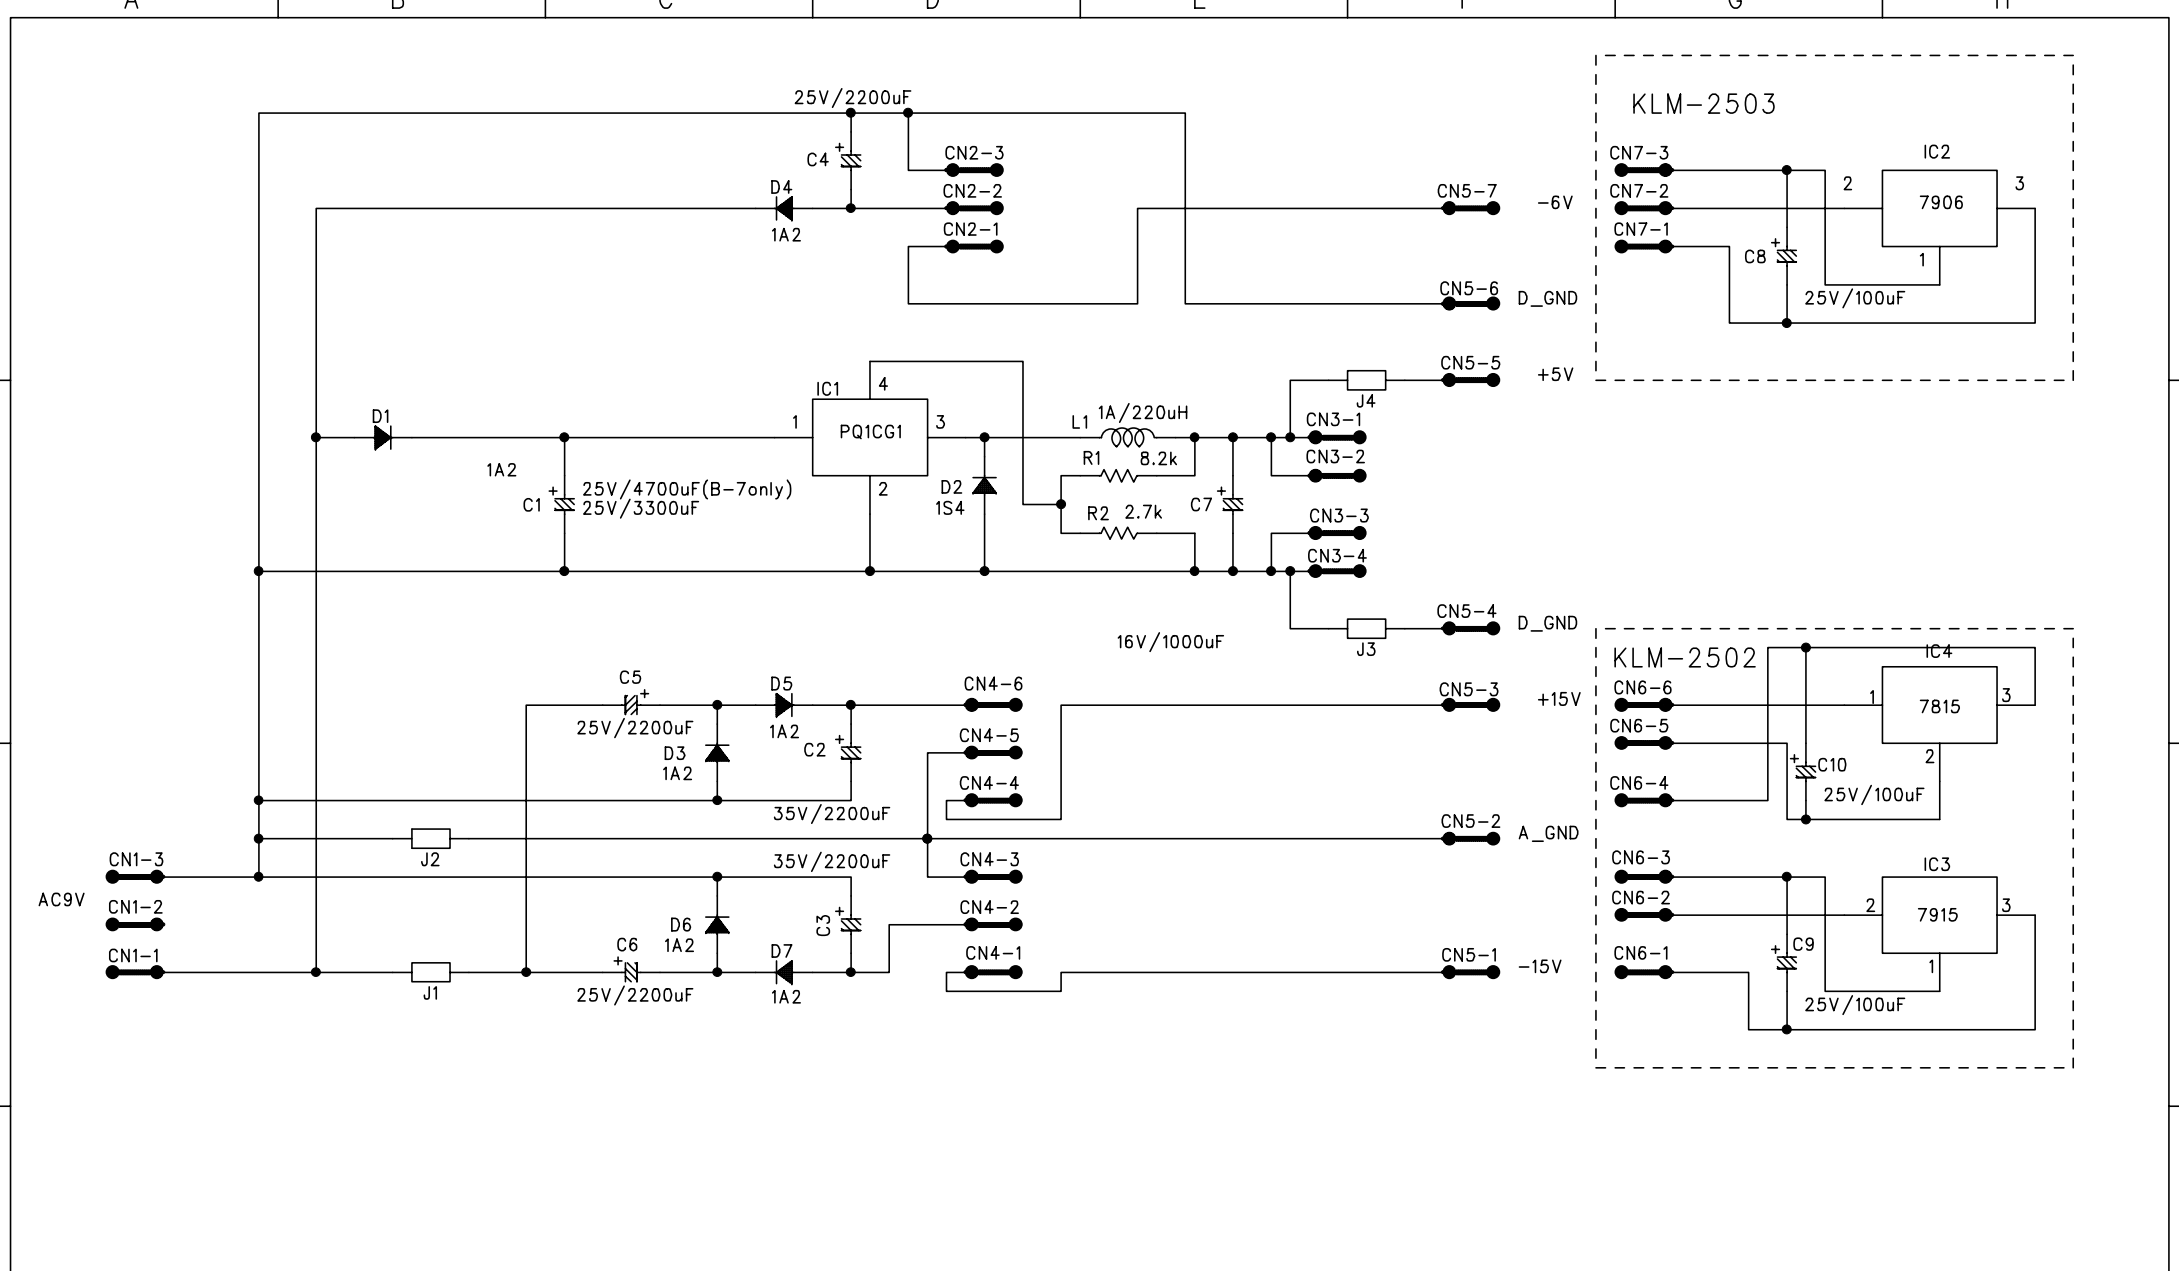 A B C D E F G H
25V/2200uF
KLM-2503
C4 +
CN2-3
CN7-3
IC2
D4
CN2-2
CN5-7
-6V
CN7-2
2
7906
3
1A2
CN2-1
CN7-1
C8 +
1
CN5-6
D_GND
25V/100uF
IC1
4
CN5-5
+5V
J4
D1
1
PQ1CG1
3
L1
1A/220uH
CN3-1
1A2
R1
8.2k
CN3-2
C1 +
25V/4700uF(B-7only)
25V/3300uF
2
D2
1S4
R2
2.7k
C7 +
CN3-3
CN3-4
CN5-4
D_GND
16V/1000uF
J3
KLM-2502
IC4
C5
+
D5
CN4-6
CN5-3
+15V
CN6-6
1
7815
3
25V/2200uF
1A2
D3
1A2
C2 +
CN4-5
CN6-5
2
+
C10
CN4-4
CN6-4
25V/100uF
35V/2200uF
CN5-2
A_GND
CN1-3
J2
35V/2200uF
CN4-3
CN6-3
IC3
AC9V
CN1-2
CN4-2
CN6-2
2
7915
3
D6
1A2
C3 +
CN1-1
C6
+
D7
CN4-1
CN5-1
-15V
CN6-1
+
C9
1
J1
25V/2200uF
1A2
25V/100uF